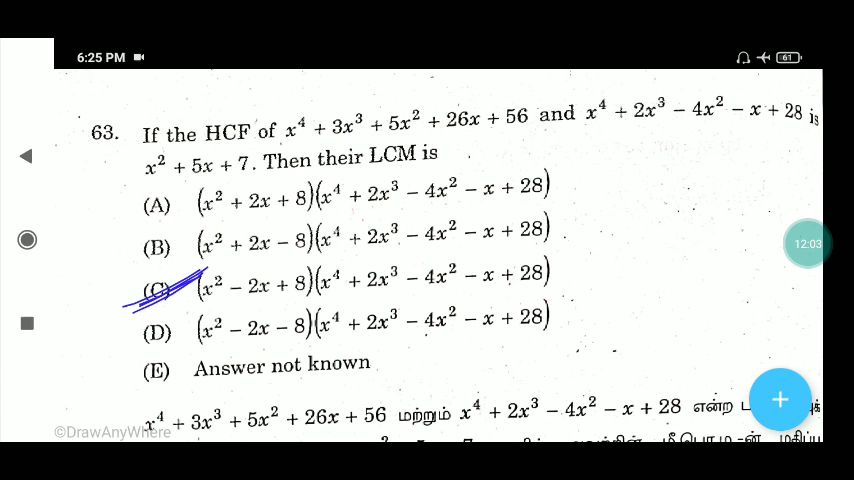 6:25 PM
61
63. If the HCF of x⁴ + 3x³ + 5x² + 26x + 56 and x⁴ + 2x³ − 4x² − x + 28 is
x² + 5x + 7. Then their LCM is
(A) (x² + 2x + 8)(x⁴ + 2x³ − 4x² − x + 28)
(B) (x² + 2x − 8)(x⁴ + 2x³ − 4x² − x + 28)
12:03
(C) (x² − 2x + 8)(x⁴ + 2x³ − 4x² − x + 28)
(D) (x² − 2x − 8)(x⁴ + 2x³ − 4x² − x + 28)
(E) Answer not known
x⁴ + 3x³ + 5x² + 26x + 56 மற்றும் x⁴ + 2x³ − 4x² − x + 28 என்ற
©DrawAnyWhere